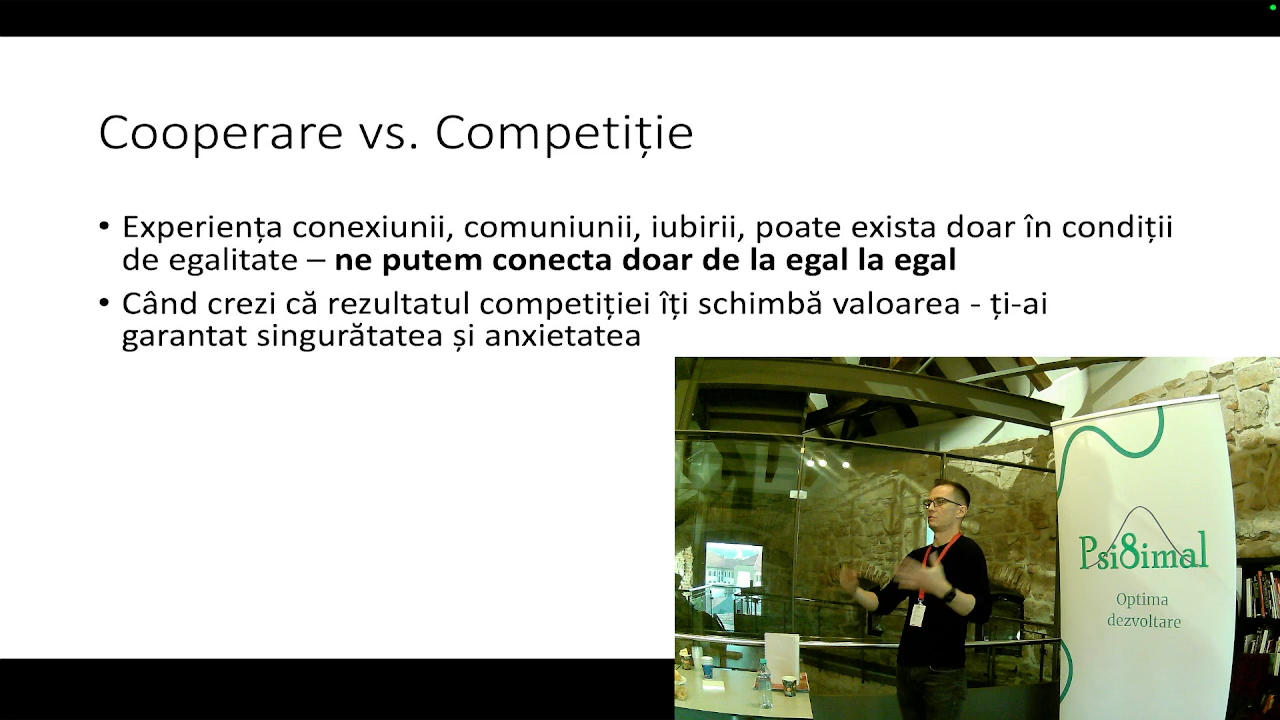 Cooperare vs. Competiție
• Experiența conexiunii, comuniunii, iubirii, poate exista doar în condiții
de egalitate – ne putem conecta doar de la egal la egal
• Când crezi că rezultatul competiției îți schimbă valoarea - ți-ai
garantat singurătatea și anxietatea
Psi8imal
Optima
dezvoltare